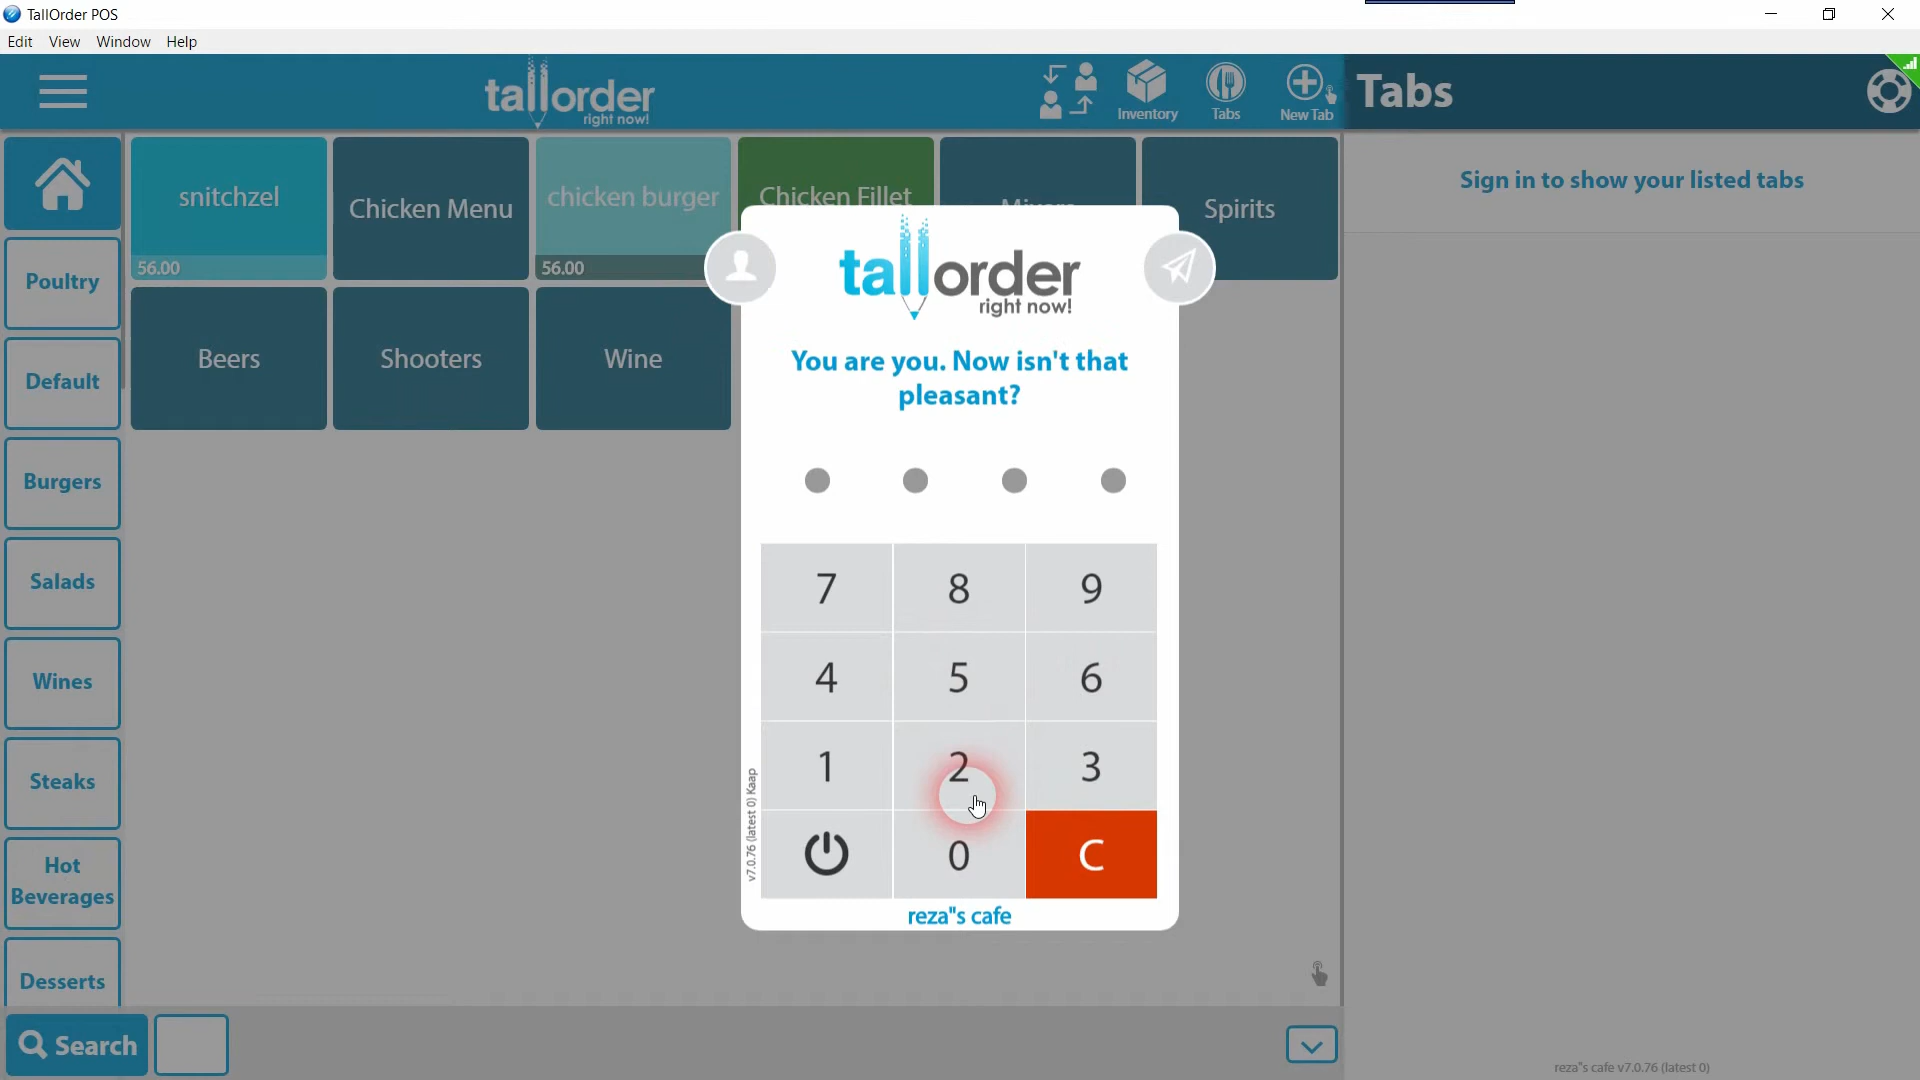 TallOrder POS
Edit View Window Help
tallorder
right now!
Inventory
Tabs
New Tab
Tabs
Sign in to show your listed tabs
snitchzel
56.00
Chicken Menu
chicken burger
56.00
Chicken Fillet
Mixers
Spirits
Beers
Shooters
Wine
Poultry
Default
Burgers
Salads
Wines
Steaks
Hot
Beverages
Desserts
tallorder
right now!
You are you. Now isn't that
pleasant?
7 8 9
4 5 6
1 2 3
0 C
v7.0.76 (latest 0) Kaap
reza"s cafe
Search
reza"s cafe v7.0.76 (latest 0)